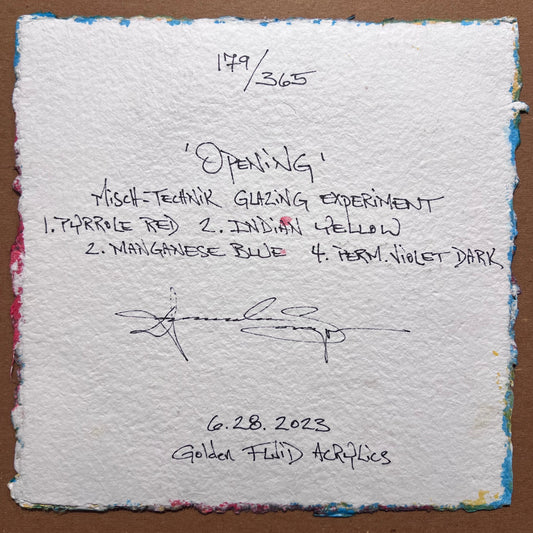 179/365
'Opening'
Misch-Technik Glazing Experiment
1. Pyrrole Red 2. Indian Yellow
2. Manganese Blue 4. Perm. Violet Dark
6.28.2023
Golden Fluid Acrylics